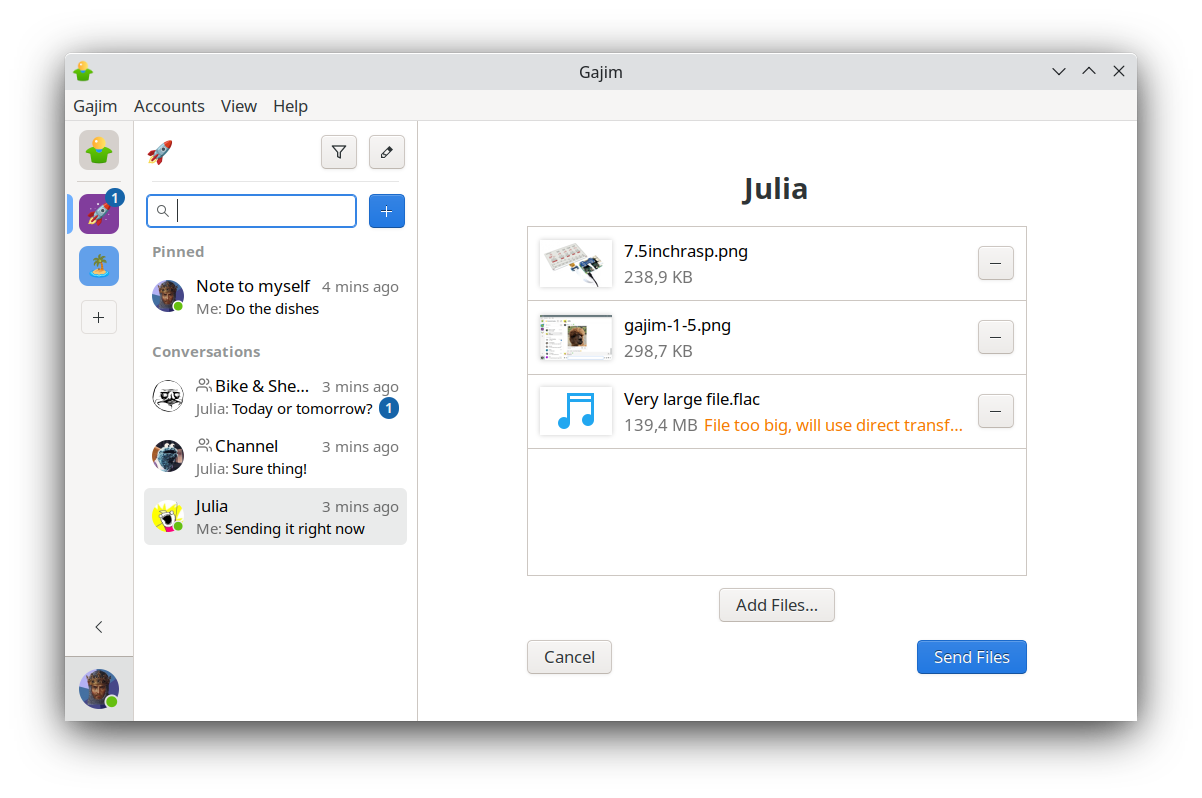 Gajim
Gajim Accounts View Help
1
Pinned
Note to myself 4 mins ago
Me: Do the dishes
Conversations
Bike & She... 3 mins ago
Julia: Today or tomorrow? 1
Channel 3 mins ago
Julia: Sure thing!
Julia 3 mins ago
Me: Sending it right now
Julia
7.5inchrasp.png
238,9 KB
gajim-1-5.png
298,7 KB
Very large file.flac
139,4 MB File too big, will use direct transf...
Add Files...
Cancel
Send Files